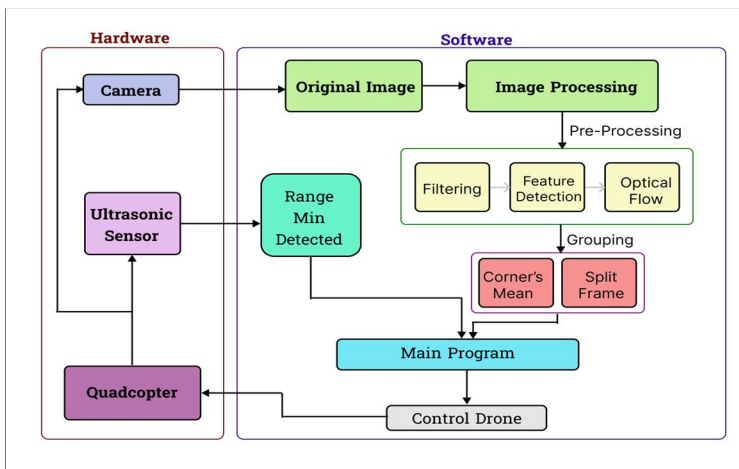 Hardware
Software
Camera
Original Image
Image Processing
Pre-Processing
Filtering
Feature
Detection
Optical
Flow
Ultrasonic
Sensor
Range
Min
Detected
Grouping
Corner's
Mean
Split
Frame
Main Program
Quadcopter
Control Drone